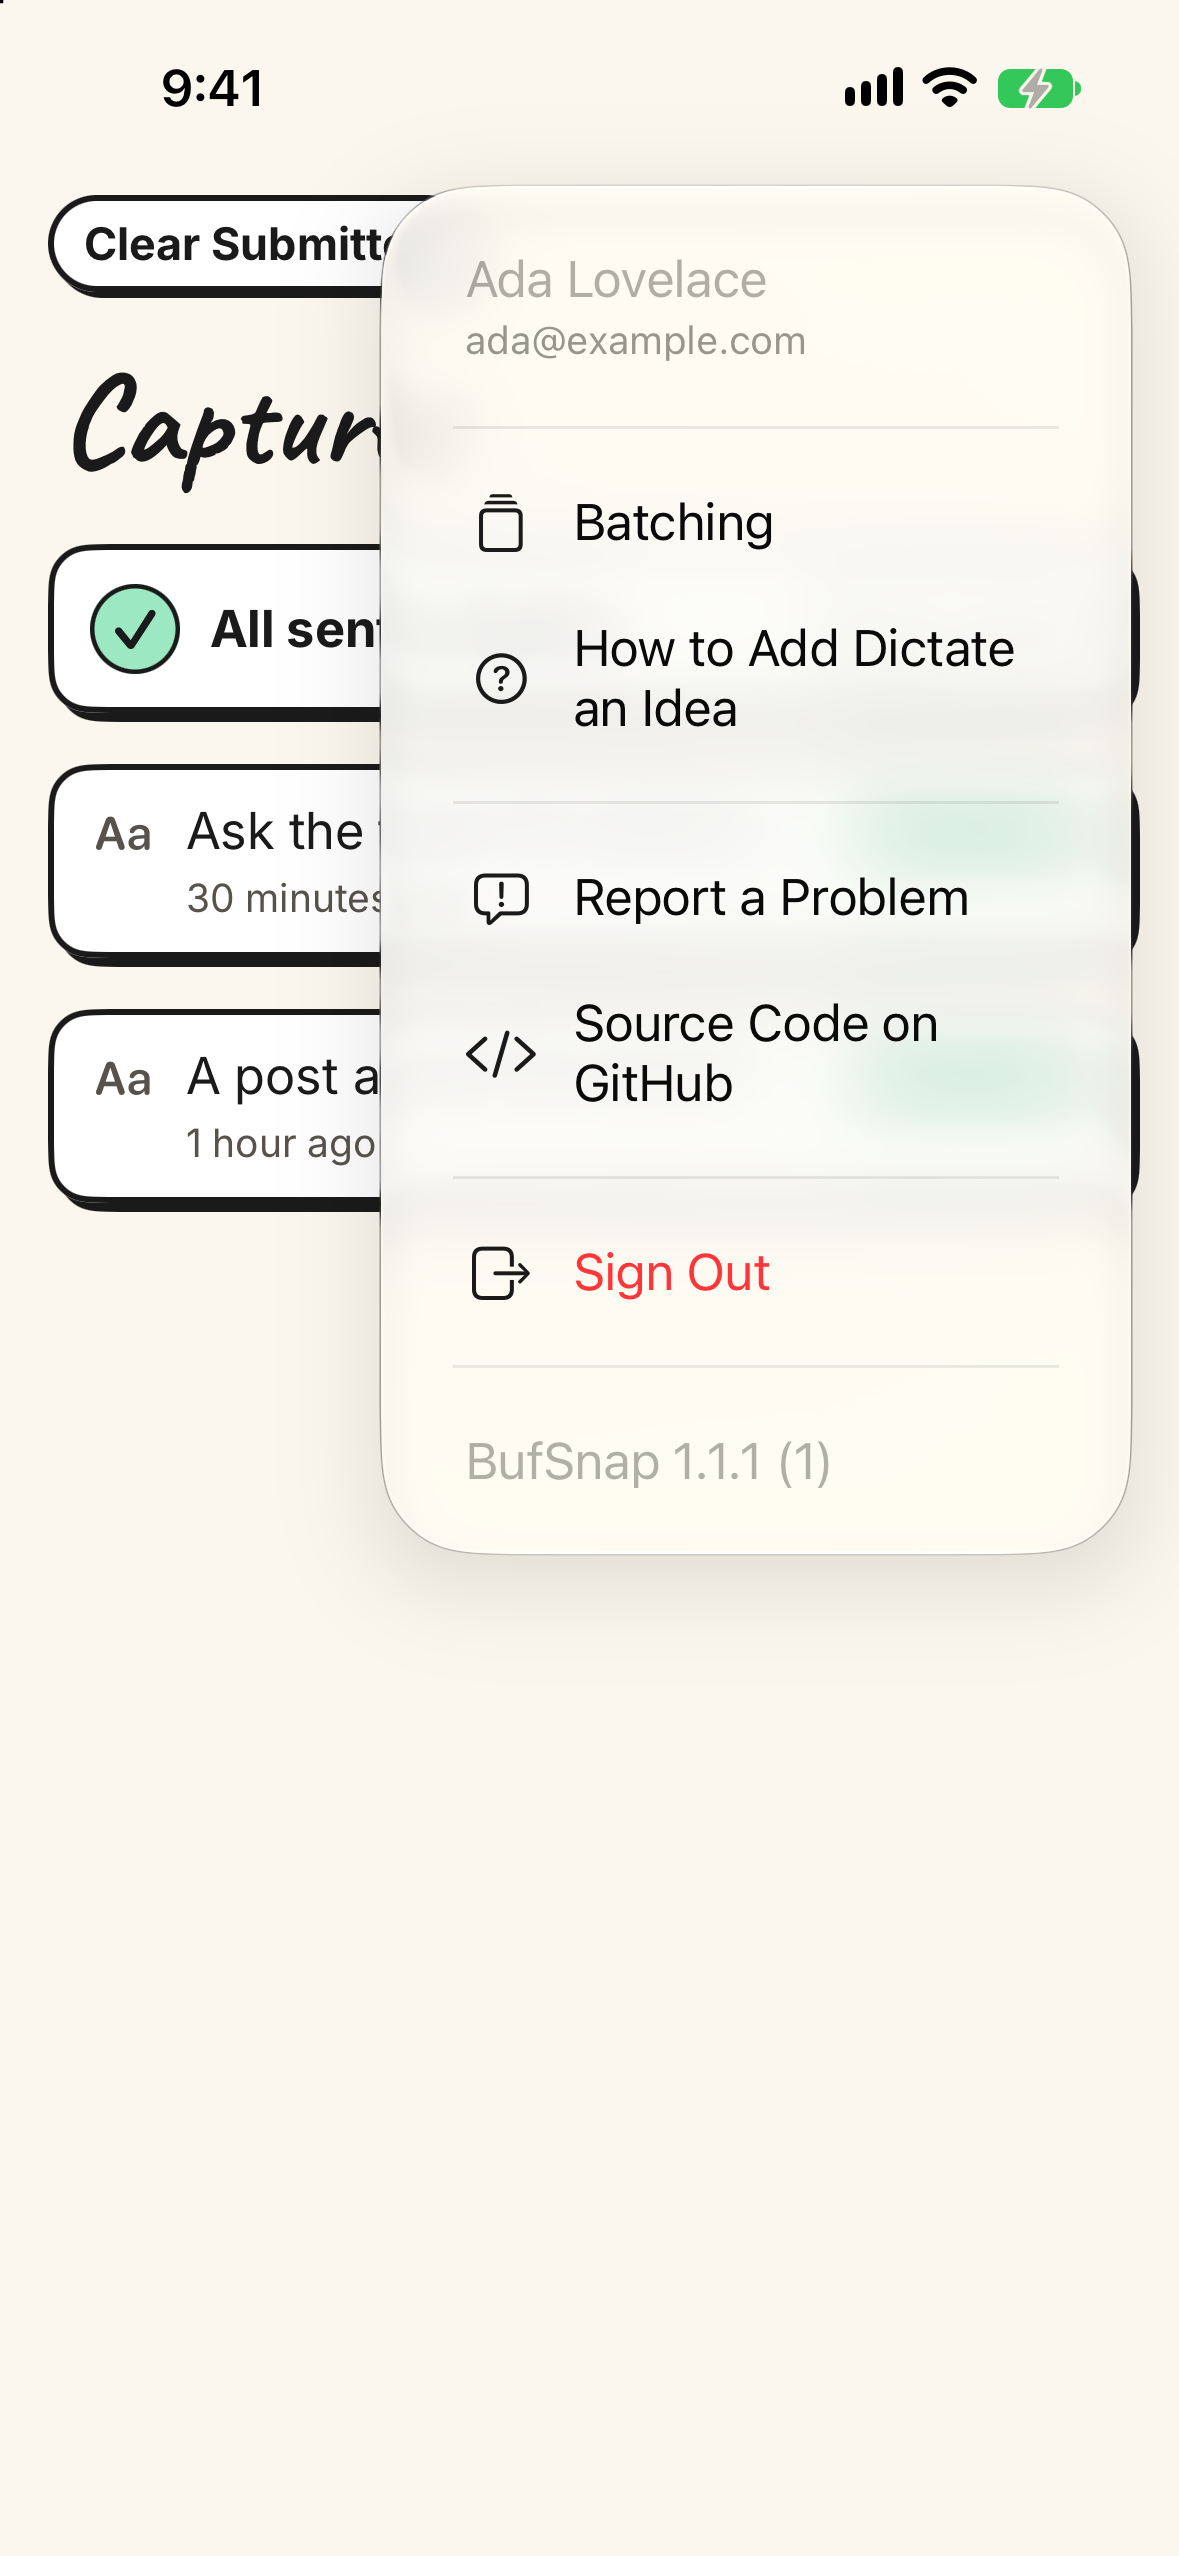 9:41
Clear Submitte
Ada Lovelace
ada@example.com
Captur
Batching
All sent
How to Add Dictate
an Idea
Aa Ask the
30 minutes
Report a Problem
Aa A post a
1 hour ago
Source Code on
GitHub
Sign Out
BufSnap 1.1.1 (1)